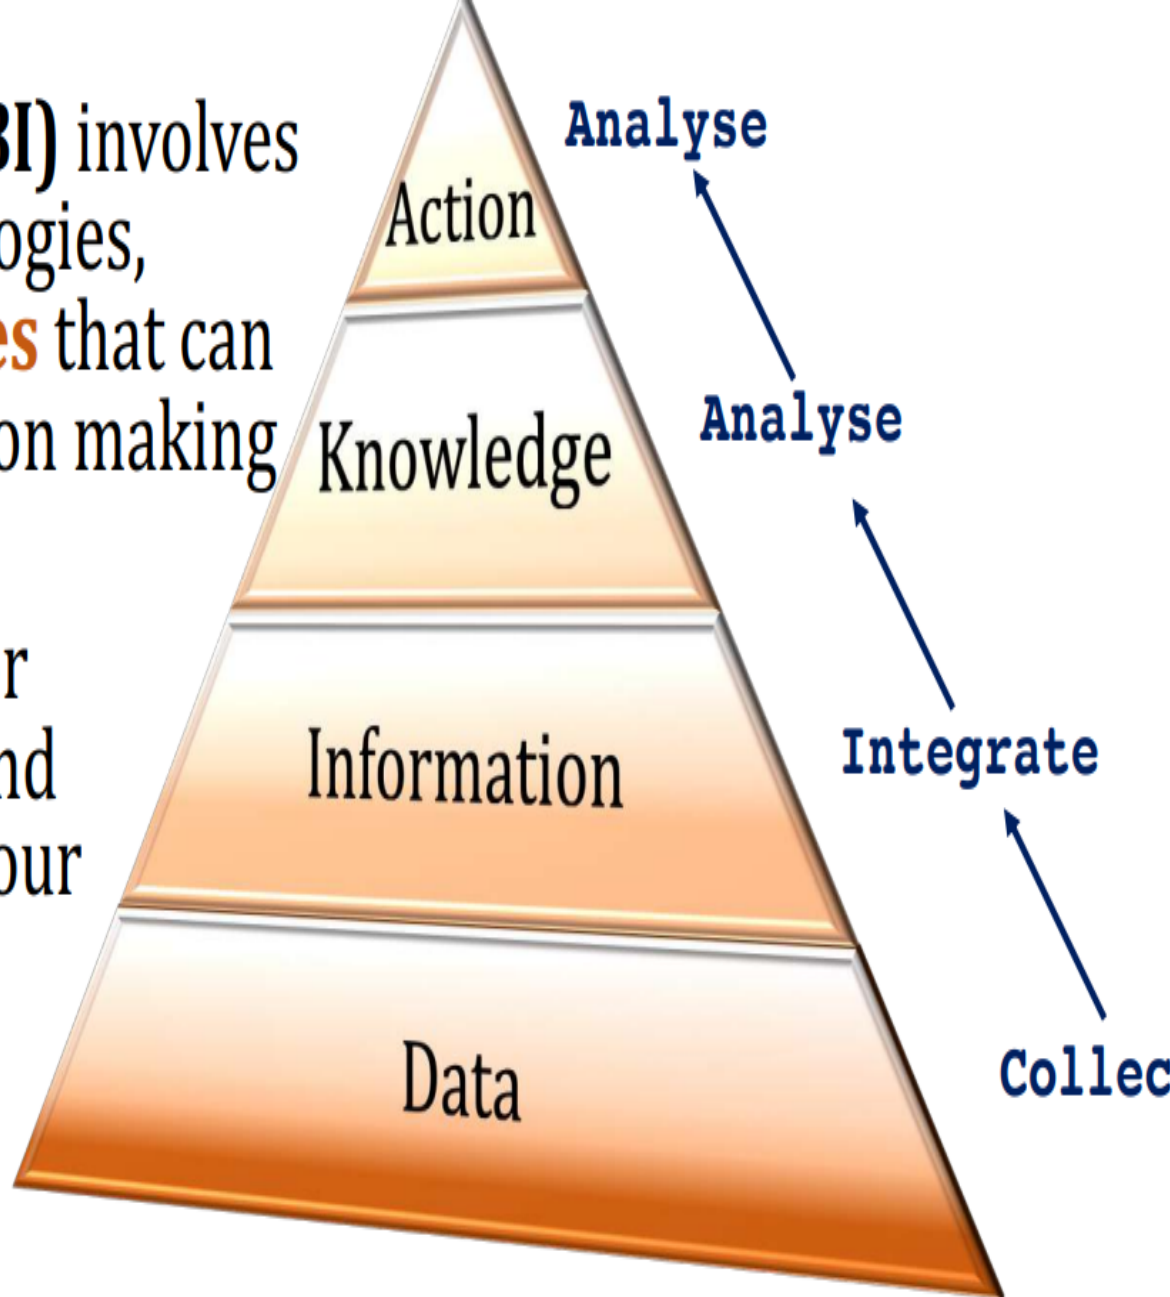 BI) involves
ogies,
es that can
on making
r
nd
our
Action
Knowledge
Information
Data
Analyse
Analyse
Integrate
Collec